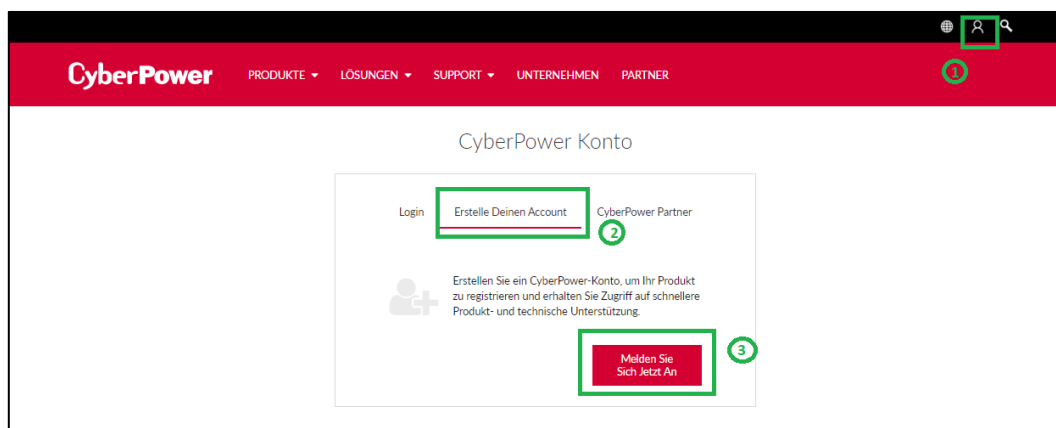 1
CyberPower PRODUKTE LÖSUNGEN SUPPORT UNTERNEHMEN PARTNER
CyberPower Konto
Login Erstelle Deinen Account CyberPower Partner
2
Erstellen Sie ein CyberPower-Konto, um Ihr Produkt
zu registrieren und erhalten Sie Zugriff auf schnellere
Produkt- und technische Unterstützung.
Melden Sie
Sich Jetzt An
3